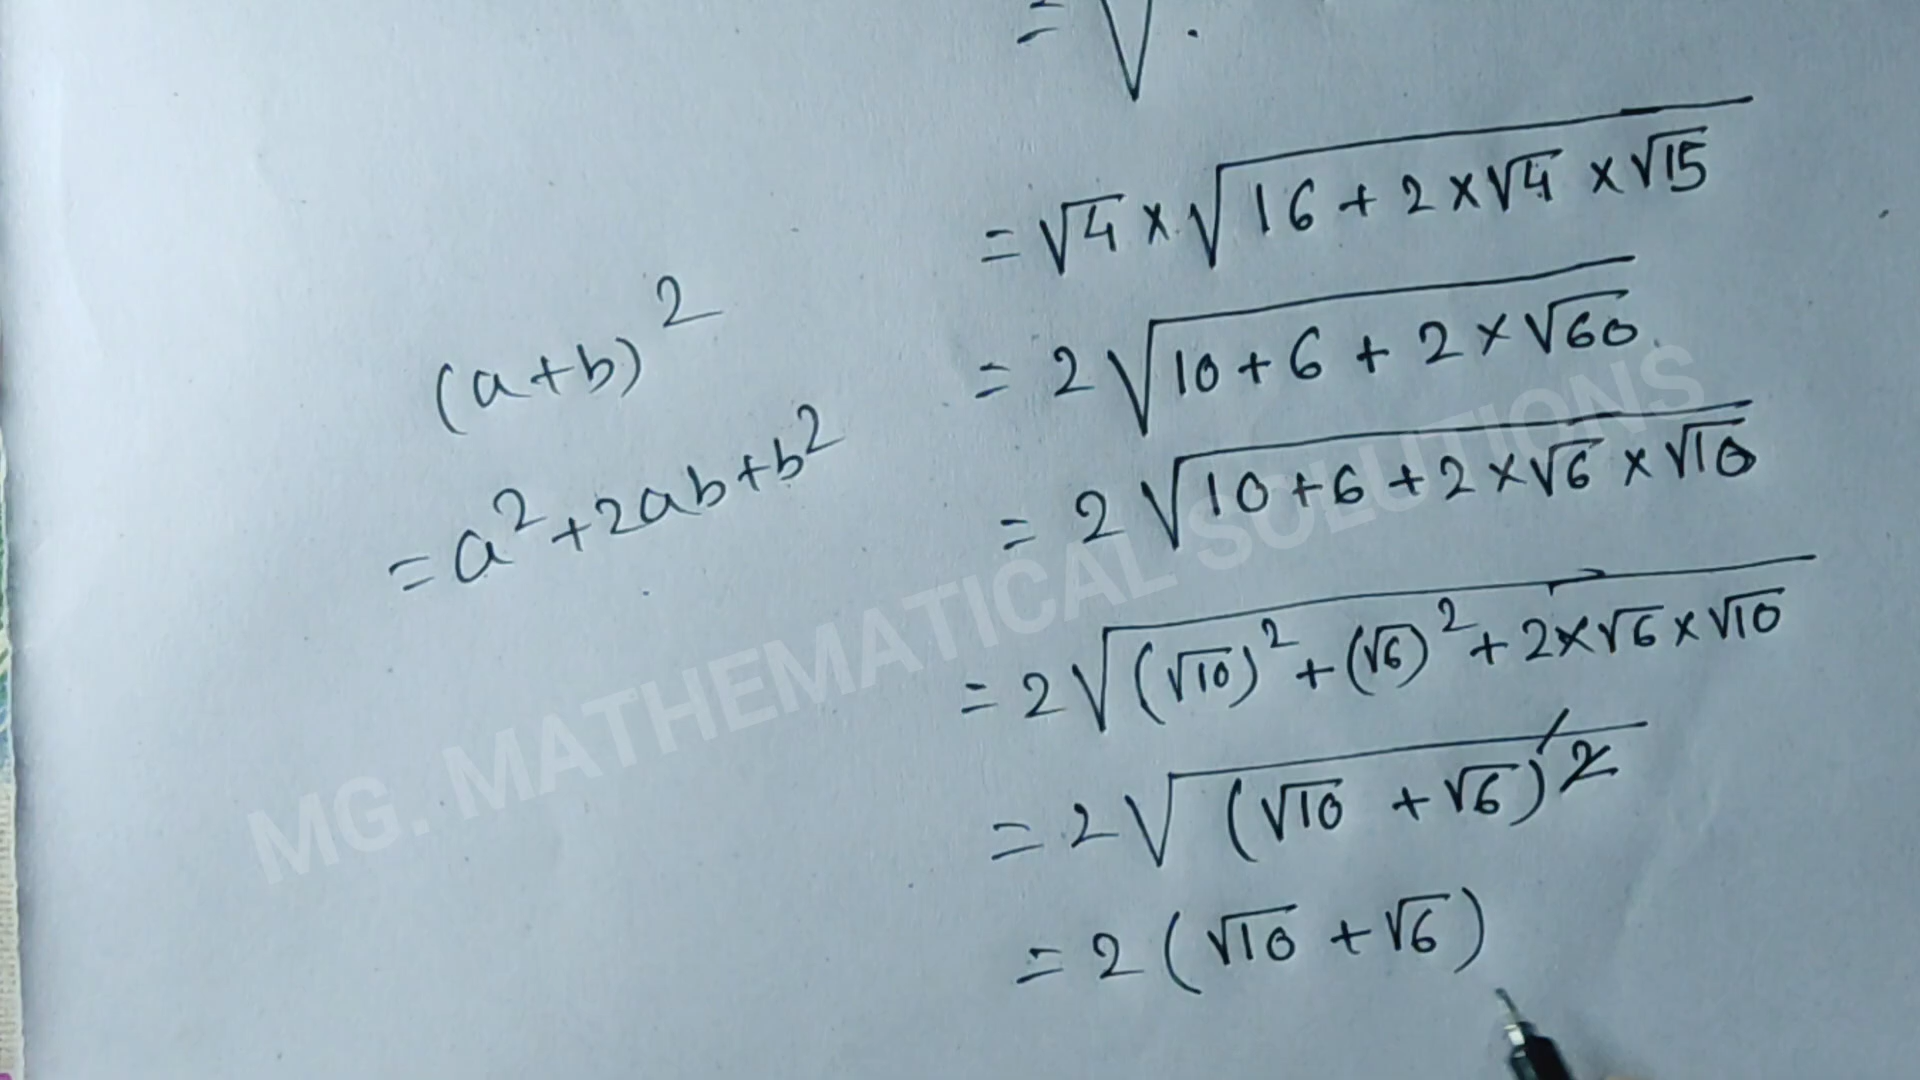 = √.
= √4 × √(16 + 2 × √4 × √15)
= 2 √(10 + 6 + 2 × √60).
= 2 √(10 + 6 + 2 × √6 × √10)
= 2 √((√10)² + (√6)² + 2 × √6 × √10)
= 2 √((√10 + √6)²)
= 2 (√10 + √6)
(a+b)²
= a² + 2ab + b²
MG. MATHEMATICAL SOLUTIONS